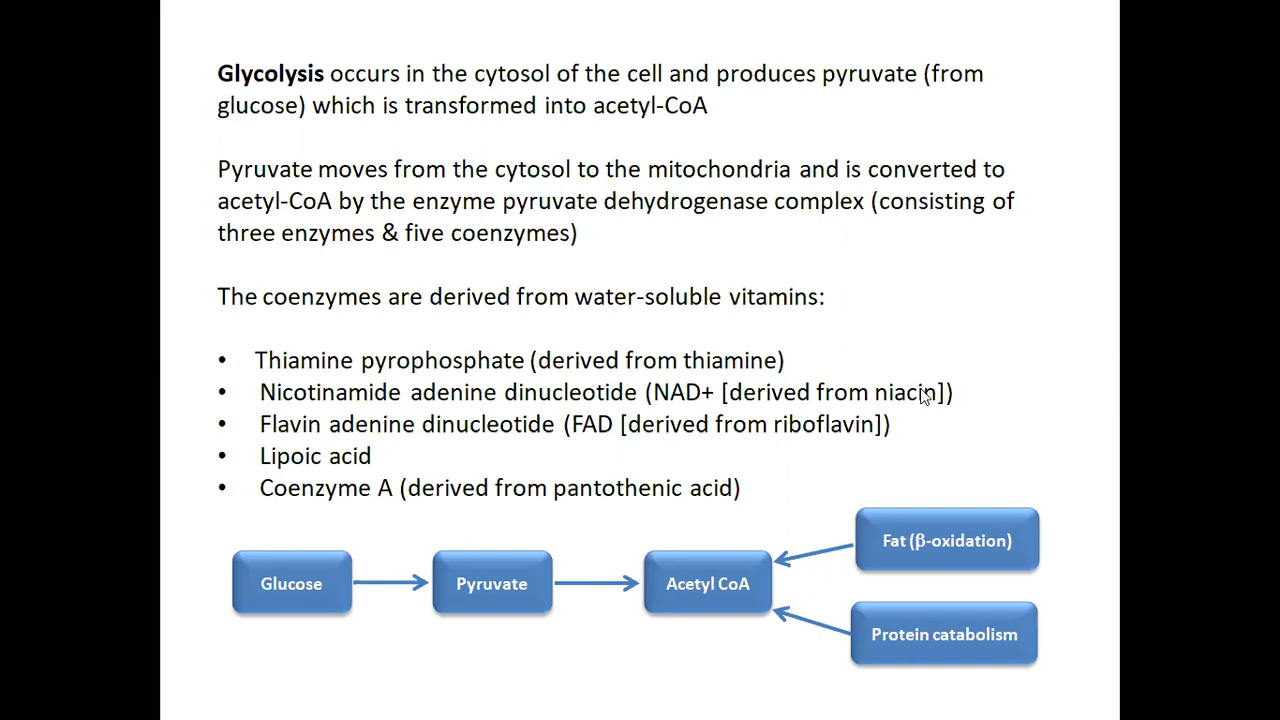 Glycolysis occurs in the cytosol of the cell and produces pyruvate (from
glucose) which is transformed into acetyl-CoA
Pyruvate moves from the cytosol to the mitochondria and is converted to
acetyl-CoA by the enzyme pyruvate dehydrogenase complex (consisting of
three enzymes & five coenzymes)
The coenzymes are derived from water-soluble vitamins:
• Thiamine pyrophosphate (derived from thiamine)
• Nicotinamide adenine dinucleotide (NAD+ [derived from niacin])
• Flavin adenine dinucleotide (FAD [derived from riboflavin])
• Lipoic acid
• Coenzyme A (derived from pantothenic acid)
Glucose
Pyruvate
Acetyl CoA
Fat (β-oxidation)
Protein catabolism